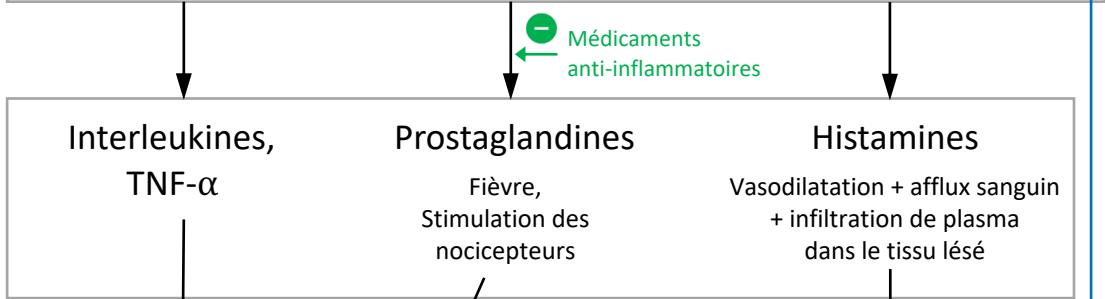 Médicaments
anti-inflammatoires
Interleukines,
TNF-α
Prostaglandines
Fièvre,
Stimulation des
nocicepteurs
Histamines
Vasodilatation + afflux sanguin
+ infiltration de plasma
dans le tissu lésé